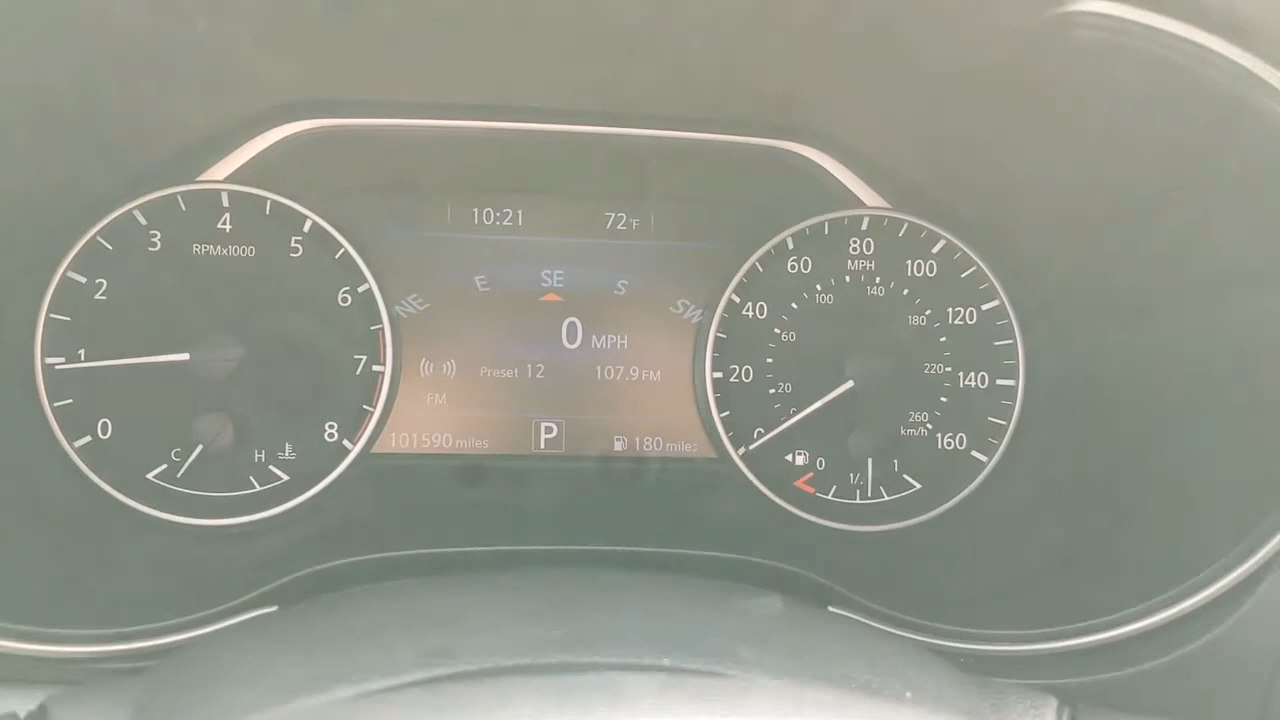 10:21 72°F
NE E SE S SW
0 MPH
Preset 12 107.9 FM
FM
101590 miles P 180 miles
0 1 2 3 4 5 6 7 8
RPMx1000
C H
20 40 60 80 100 120 140 160
MPH
20 60 100 140 180 220 260
km/h
0 1